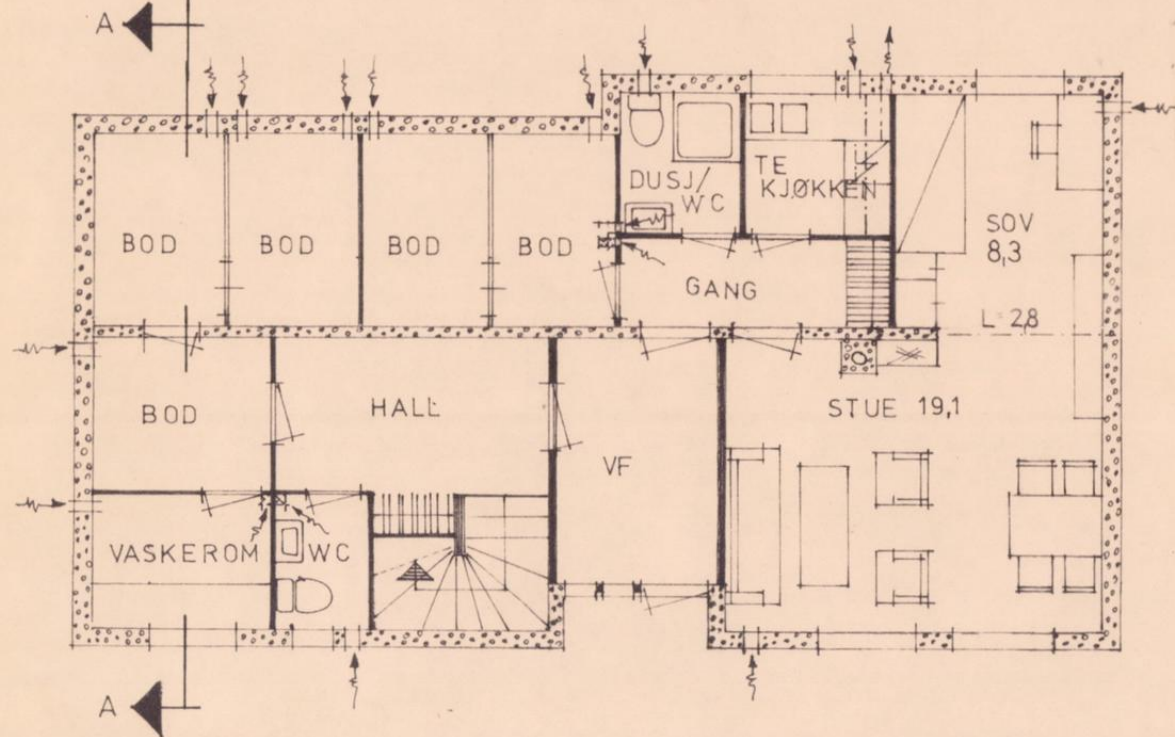 A
DUSJ/
WC
TE
KJØKKEN
SOV
8,3
BOD
BOD
BOD
BOD
GANG
L= 2,8
BOD
HALL
STUE 19,1
VF
VASKEROM
WC
A